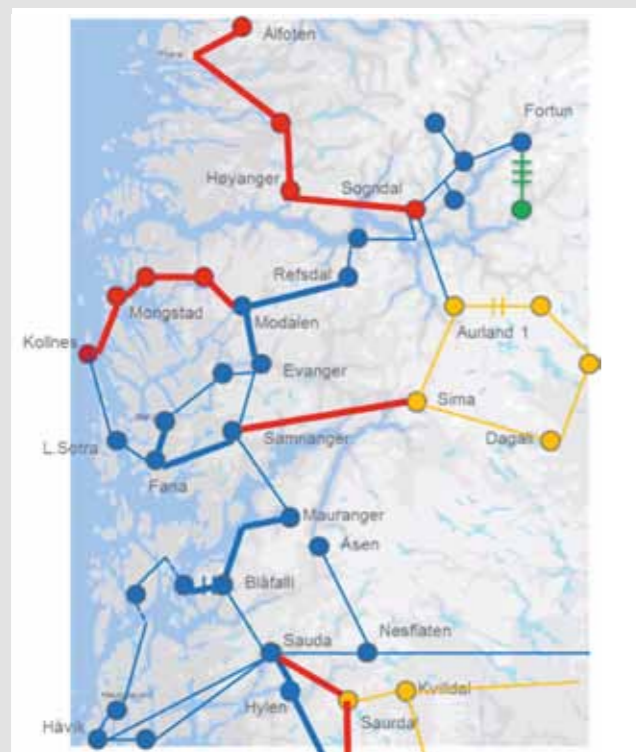 Ålfoten
Fortun
Høyanger
Sogndal
Refsdal
Mongstad
Modalen
Aurland 1
Kollnes
Evanger
Sima
Samnanger
L.Sotra
Dagali
Fana
Mauranger
Åsen
Blåfalli
Sauda
Nesflaten
Kvilldal
Hylen
Saurdal
Håvik